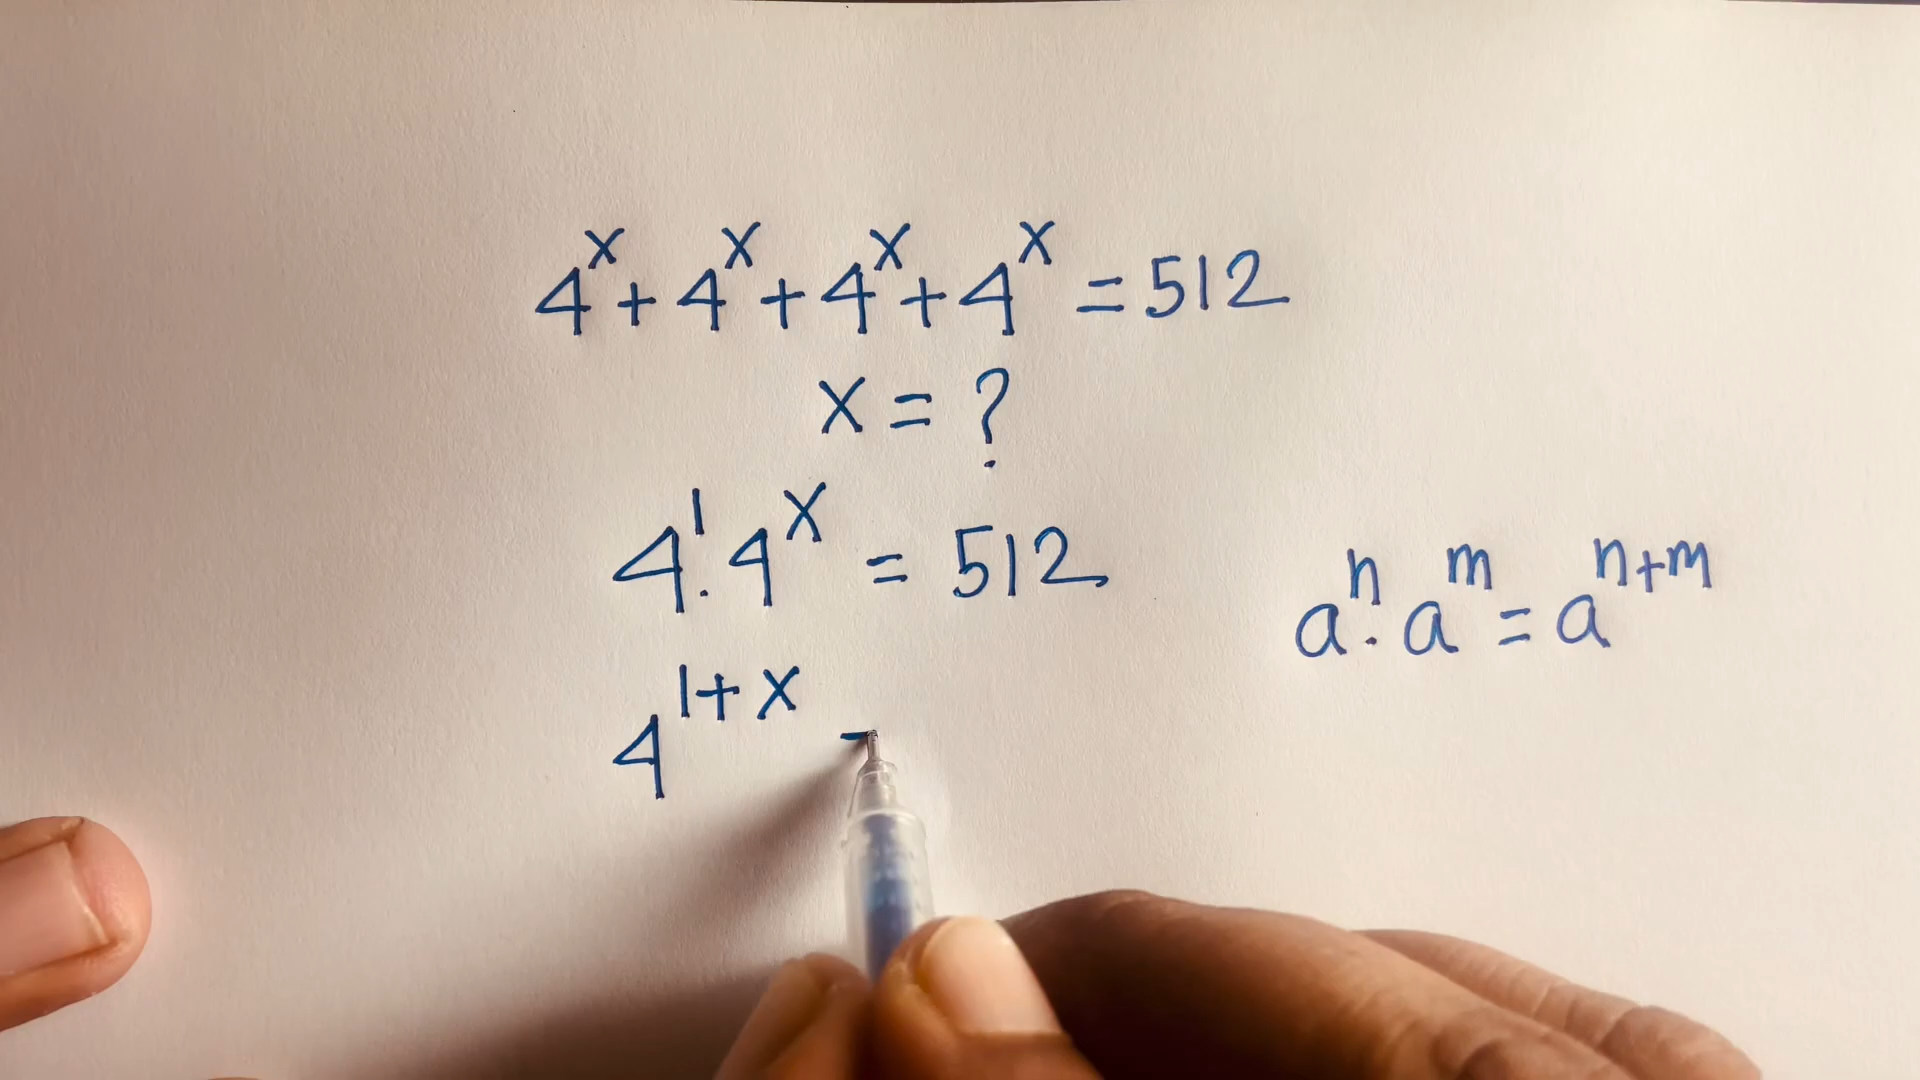 4^x + 4^x + 4^x + 4^x = 512
x = ?
4^1 . 4^x = 512
a^n . a^m = a^(n+m)
4^(1+x) -